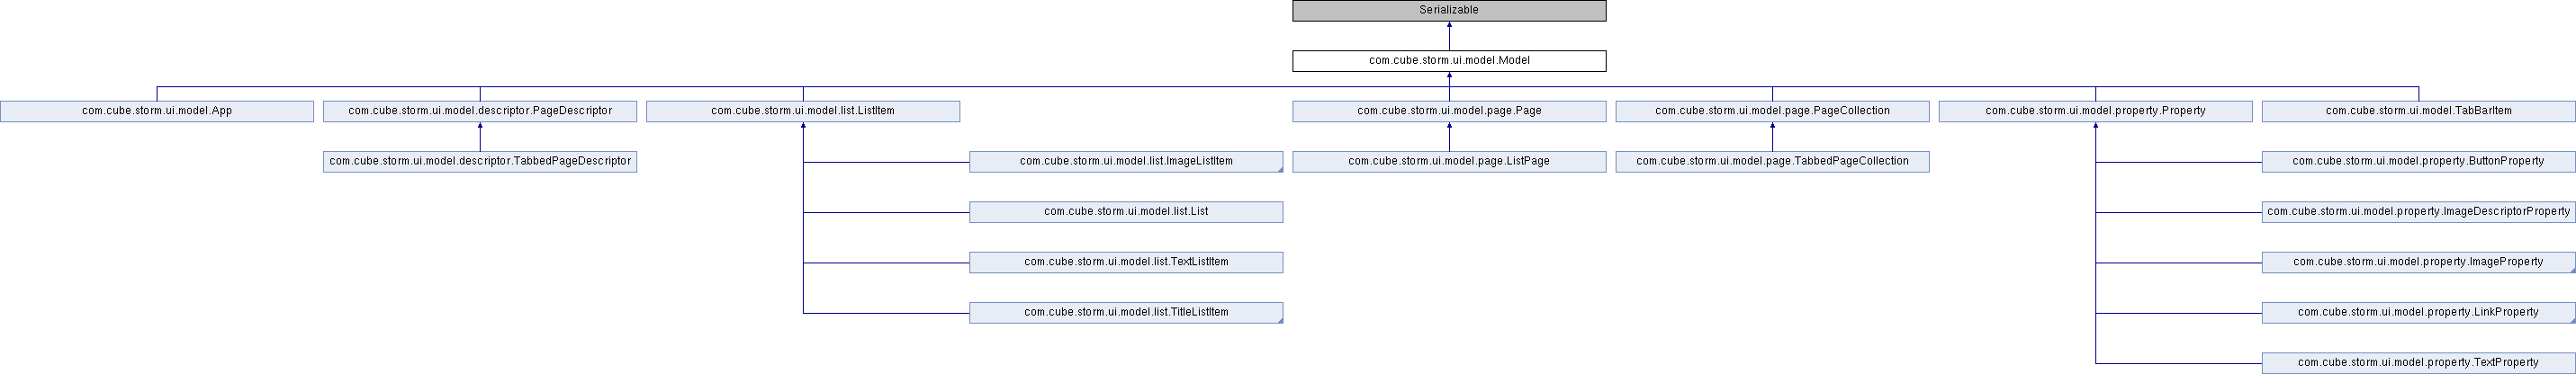 Serializable
com.cube.storm.ui.model.Model
com.cube.storm.ui.model.App
com.cube.storm.ui.model.descriptor.PageDescriptor
com.cube.storm.ui.model.list.ListItem
com.cube.storm.ui.model.page.Page
com.cube.storm.ui.model.page.PageCollection
com.cube.storm.ui.model.property.Property
com.cube.storm.ui.model.TabBarItem
com.cube.storm.ui.model.descriptor.TabbedPageDescriptor
com.cube.storm.ui.model.list.ImageListItem
com.cube.storm.ui.model.page.ListPage
com.cube.storm.ui.model.page.TabbedPageCollection
com.cube.storm.ui.model.property.ButtonProperty
com.cube.storm.ui.model.list.List
com.cube.storm.ui.model.property.ImageDescriptorProperty
com.cube.storm.ui.model.list.TextListItem
com.cube.storm.ui.model.property.ImageProperty
com.cube.storm.ui.model.list.TitleListItem
com.cube.storm.ui.model.property.LinkProperty
com.cube.storm.ui.model.property.TextProperty